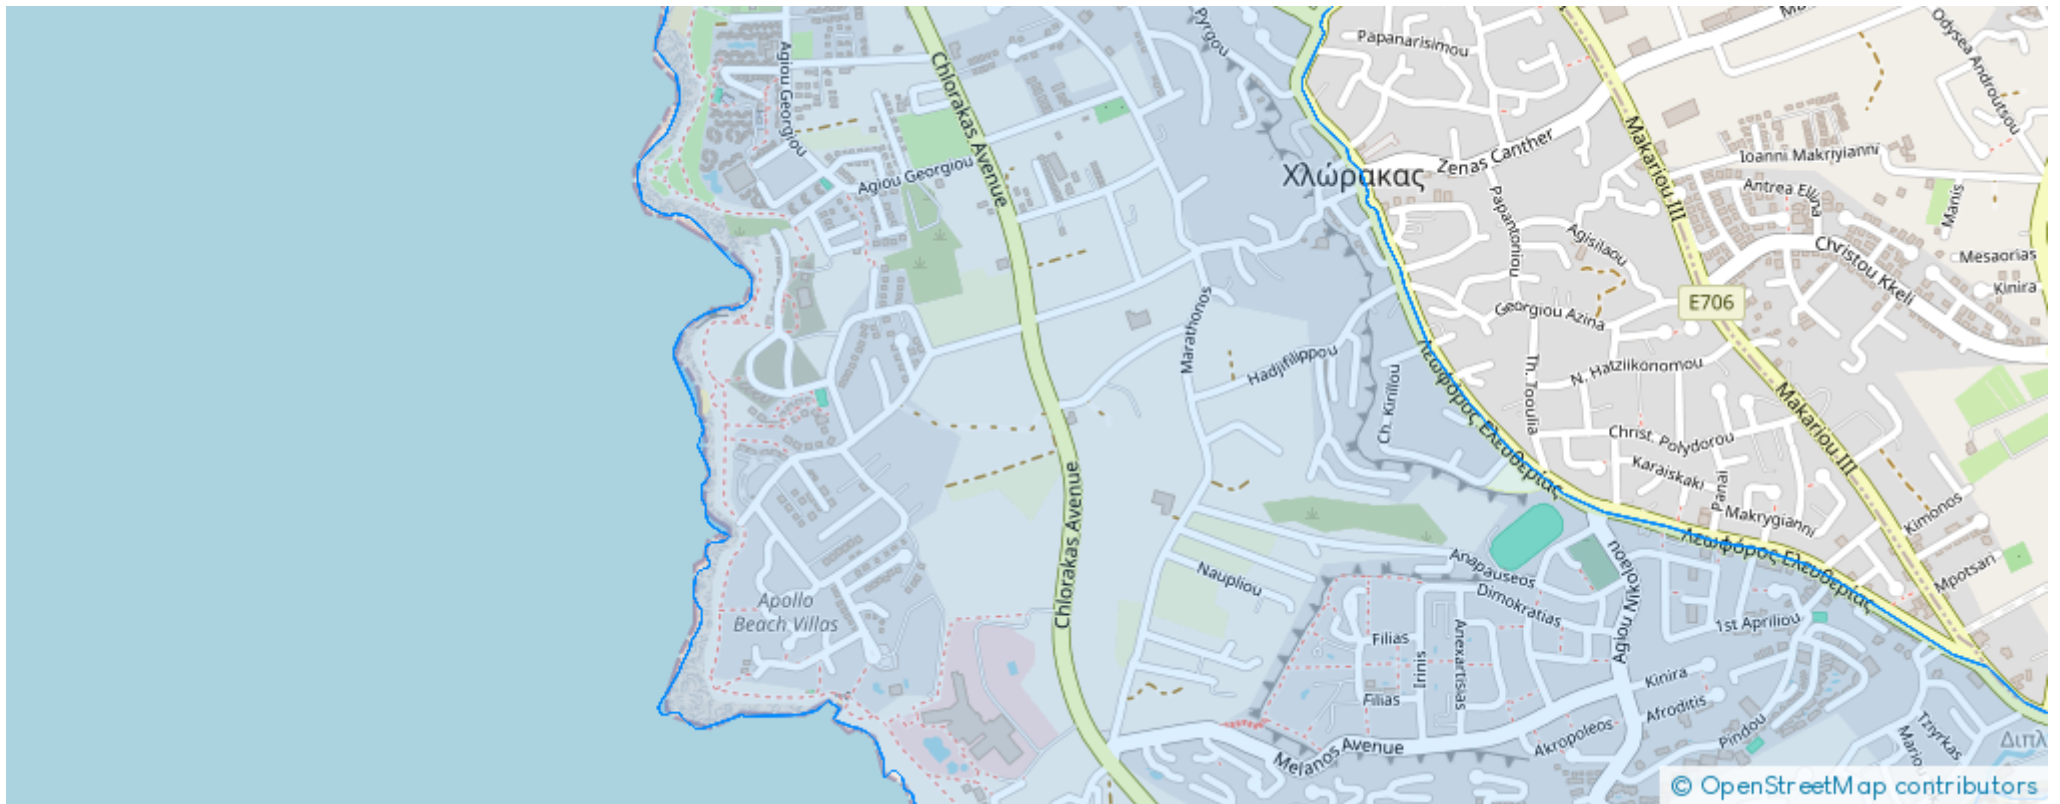 Pyrgou
Papanarisimou
Odysea Androutsou
Agiou Georgiou
Chlorakas Avenue
Makariou III
Zenas Canther
Ioanni Makriyianni
Χλώρακας
Agiou Georgiou
Papantoniou
Antrea Ellina
Manis
Agisilaou
Christou Kkeli
Mesaorias
Kinira
E706
Georgiou Azina
Marathonos
Hadjifilippou
Λεωφόρος Ελευθερίας
N. Hatziikonomou
Ch. Kirillou
Makariou III
Christ. Polydorou
Karaiskaki
Panai
Makrygianni
Kimonos
Chlorakas Avenue
Λεωφόρος Ελευθερίας
Anapauseos
Naupliou
Dimokratias
Agiou Nikolaou
Mpotsari
Apollo
Beach Villas
1st Apriliou
Filias
Irinis
Anexartisias
Kinira
Filias
Afroditis
Akropoleos
Pindou
Melanos Avenue
Tznyrkas
© OpenStreetMap contributors